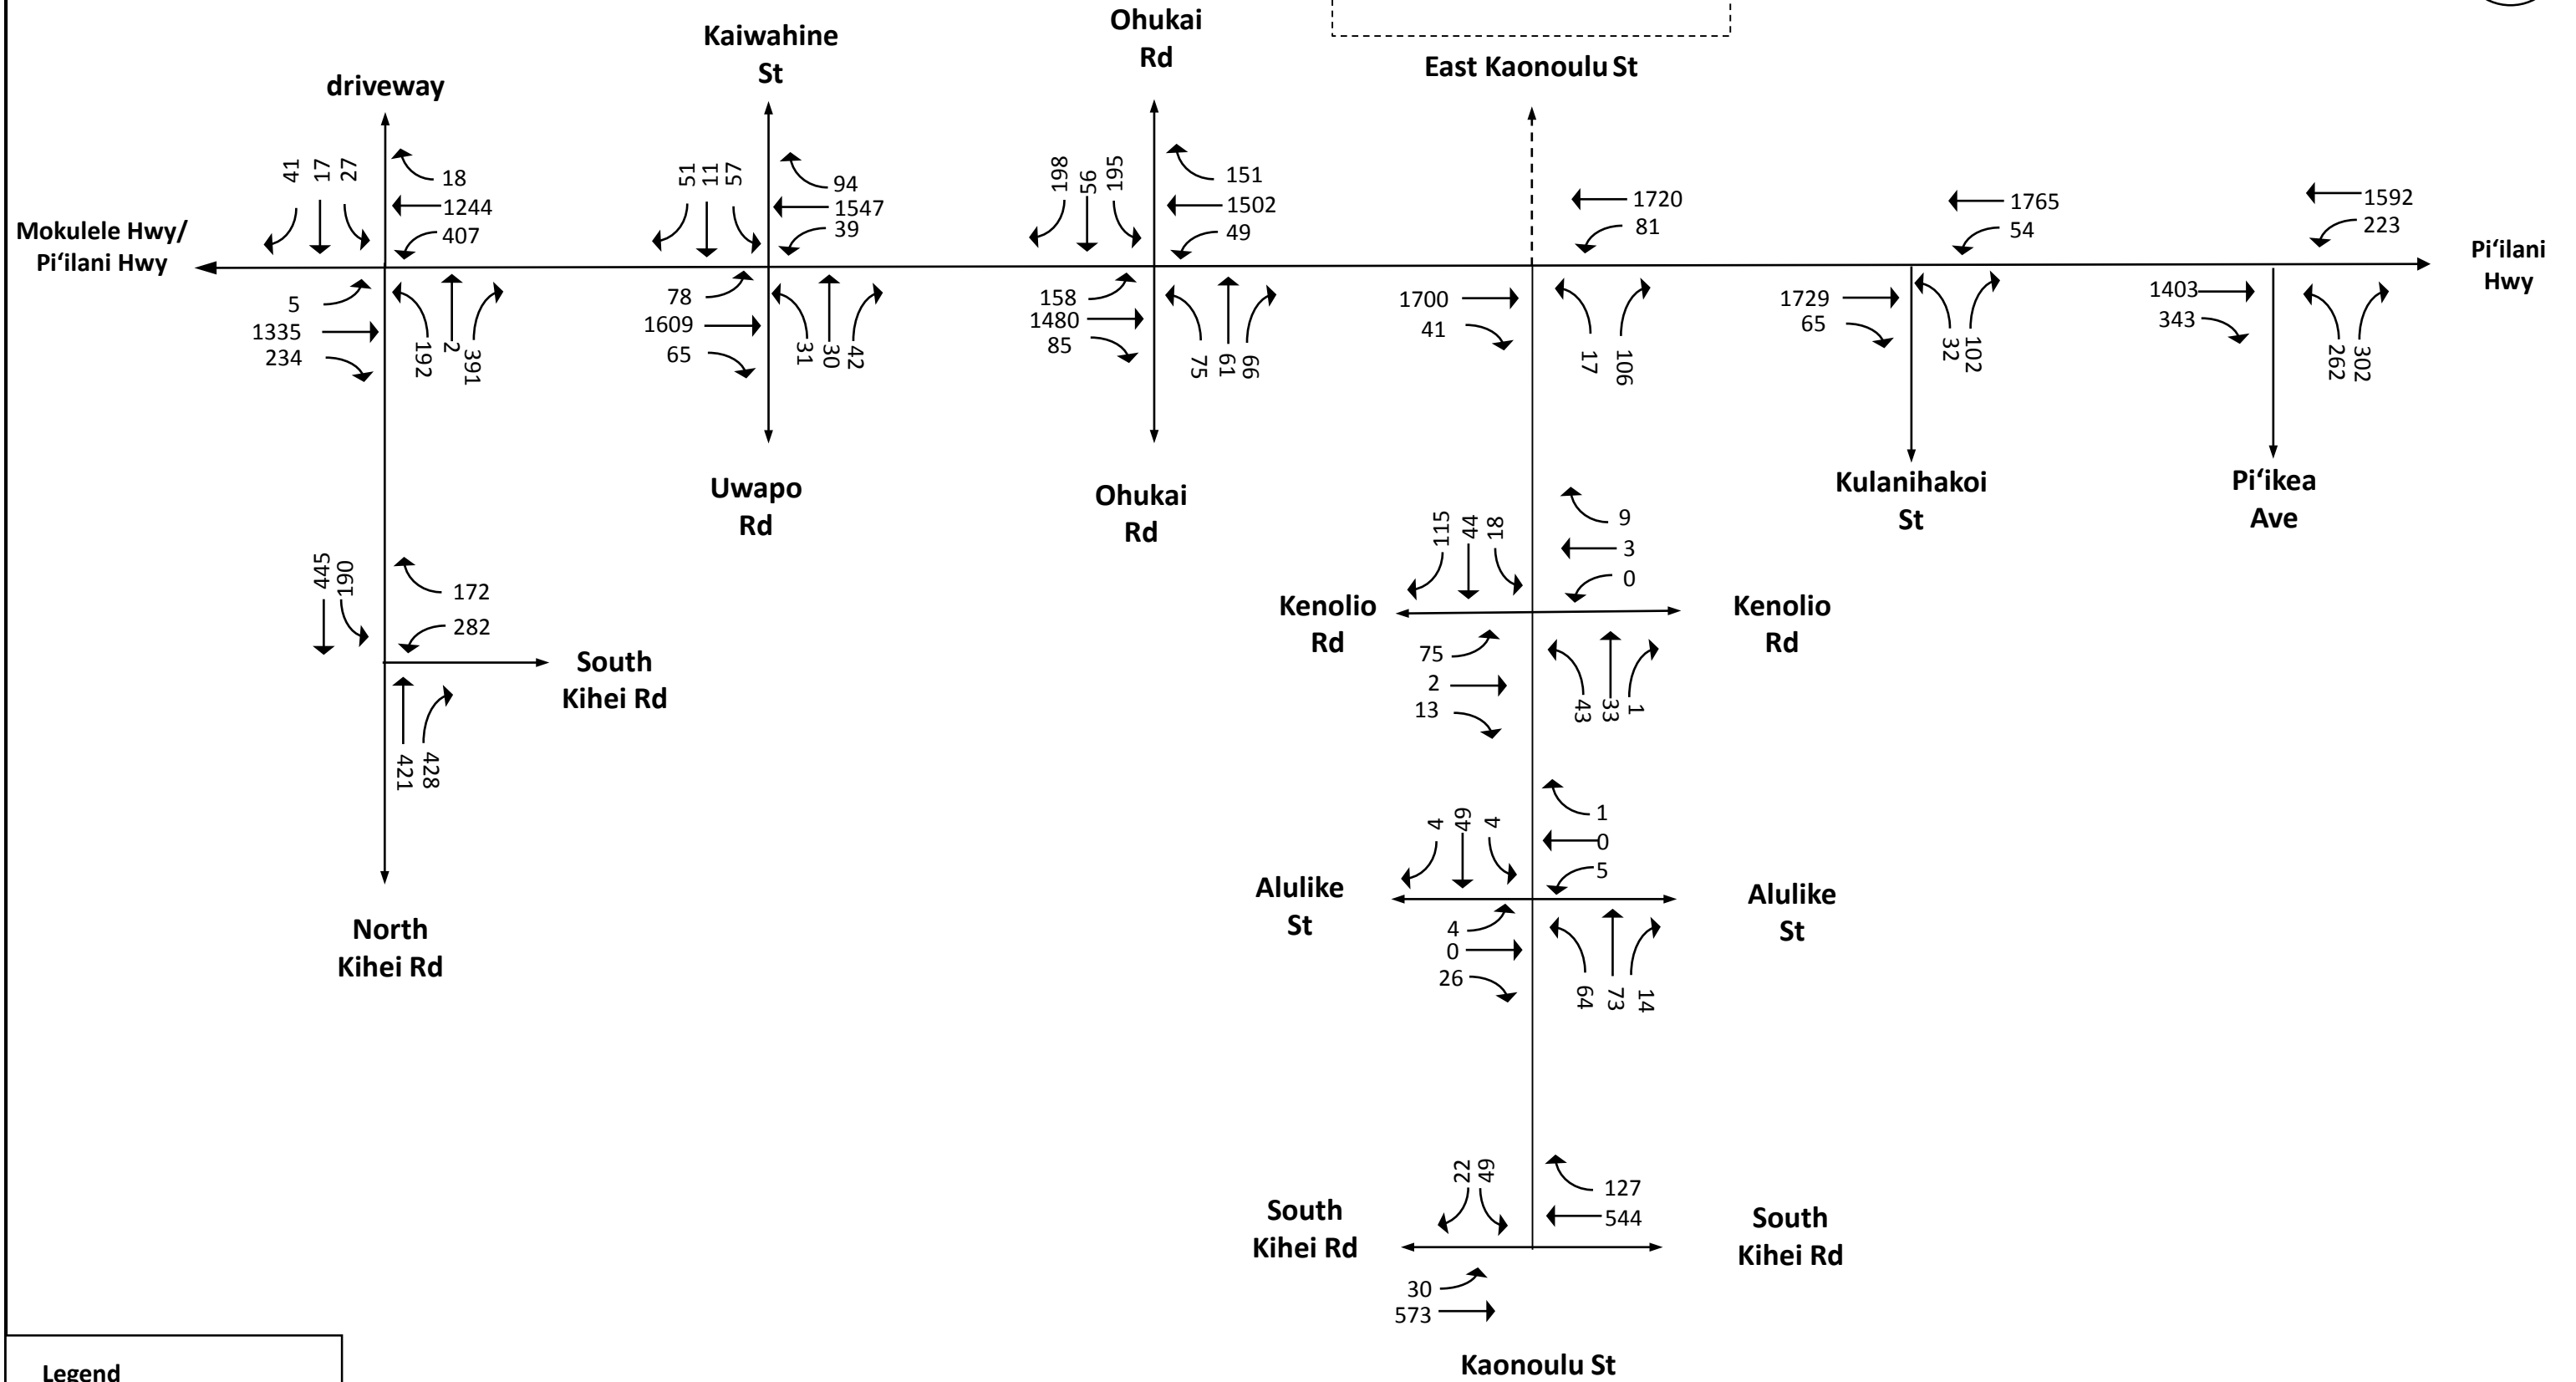 Ohukai
Rd
Kaiwahine
St
East Kaonoulu St
driveway
41
17
27
18
1244
407
51
11
57
94
1547
39
198
56
195
151
1502
49
1720
81
1765
54
1592
223
Mokulele Hwy/
Pi‘ilani Hwy
Pi‘ilani
Hwy
5
1335
234
192
2
391
78
1609
65
31
30
42
158
1480
85
75
61
66
1700
41
17
106
1729
65
32
102
1403
343
262
302
Uwapo
Rd
Ohukai
Rd
Kulanihakoi
St
Pi‘ikea
Ave
445
190
172
282
South
Kihei Rd
421
428
North
Kihei Rd
115
44
18
9
3
0
Kenolio
Rd
Kenolio
Rd
75
2
13
43
33
1
4
49
4
1
0
5
Alulike
St
Alulike
St
4
0
26
64
73
14
22
49
127
544
South
Kihei Rd
South
Kihei Rd
30
573
Kaonoulu St
Legend